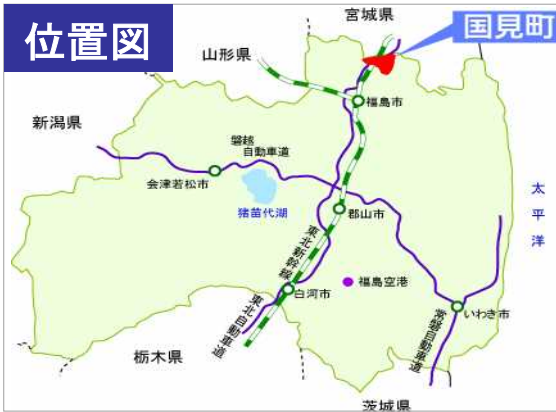 位置図
宮城県
国見町
山形県
福島市
新潟県
磐越
自動車道
会津若松市
猪苗代湖
太平洋
郡山市
東北新幹線
福島空港
白河市
いわき市
東北自動車道
常磐自動車道
栃木県
茨城県